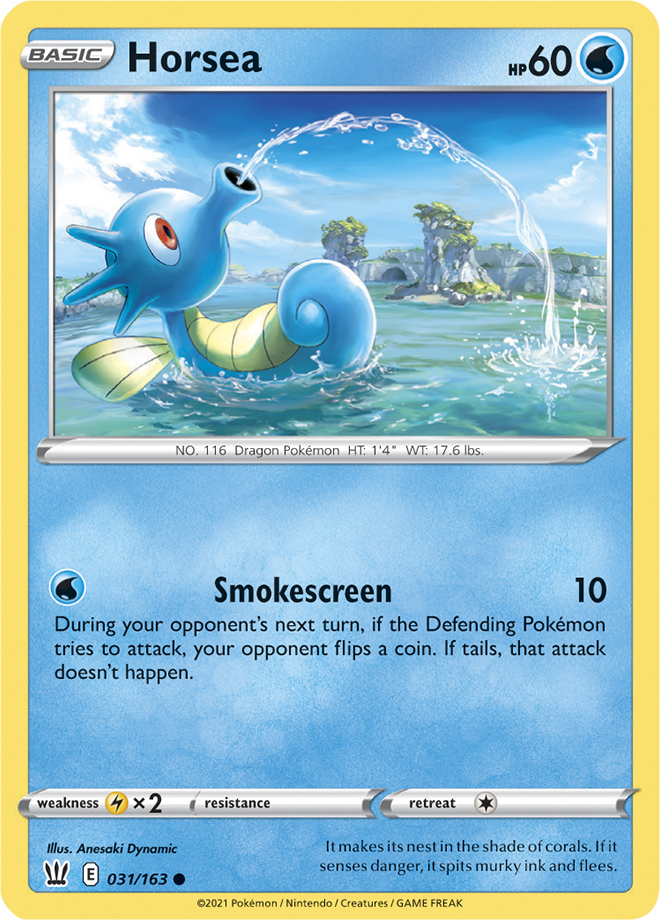 BASIC Horsea HP60
NO. 116 Dragon Pokémon HT: 1'4" WT: 17.6 lbs.
Smokescreen 10
During your opponent's next turn, if the Defending Pokémon
tries to attack, your opponent flips a coin. If tails, that attack
doesn't happen.
weakness ×2 resistance retreat
Illus. Anesaki Dynamic
It makes its nest in the shade of corals. If it
senses danger, it spits murky ink and flees.
E 031/163
©2021 Pokémon / Nintendo / Creatures / GAME FREAK